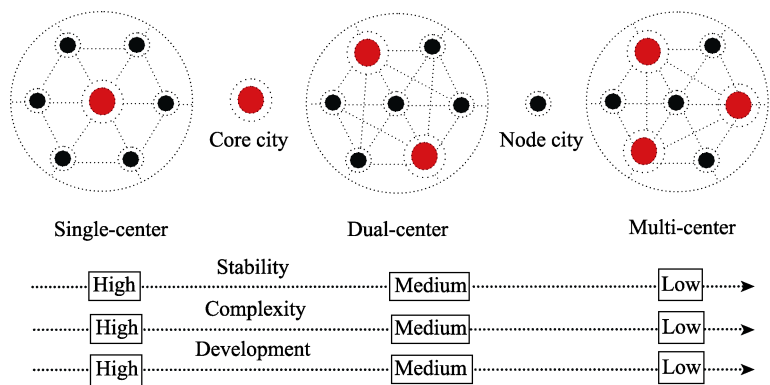 Core city
Node city
Single-center
Dual-center
Multi-center
Stability
High
Medium
Low
Complexity
High
Medium
Low
Development
High
Medium
Low